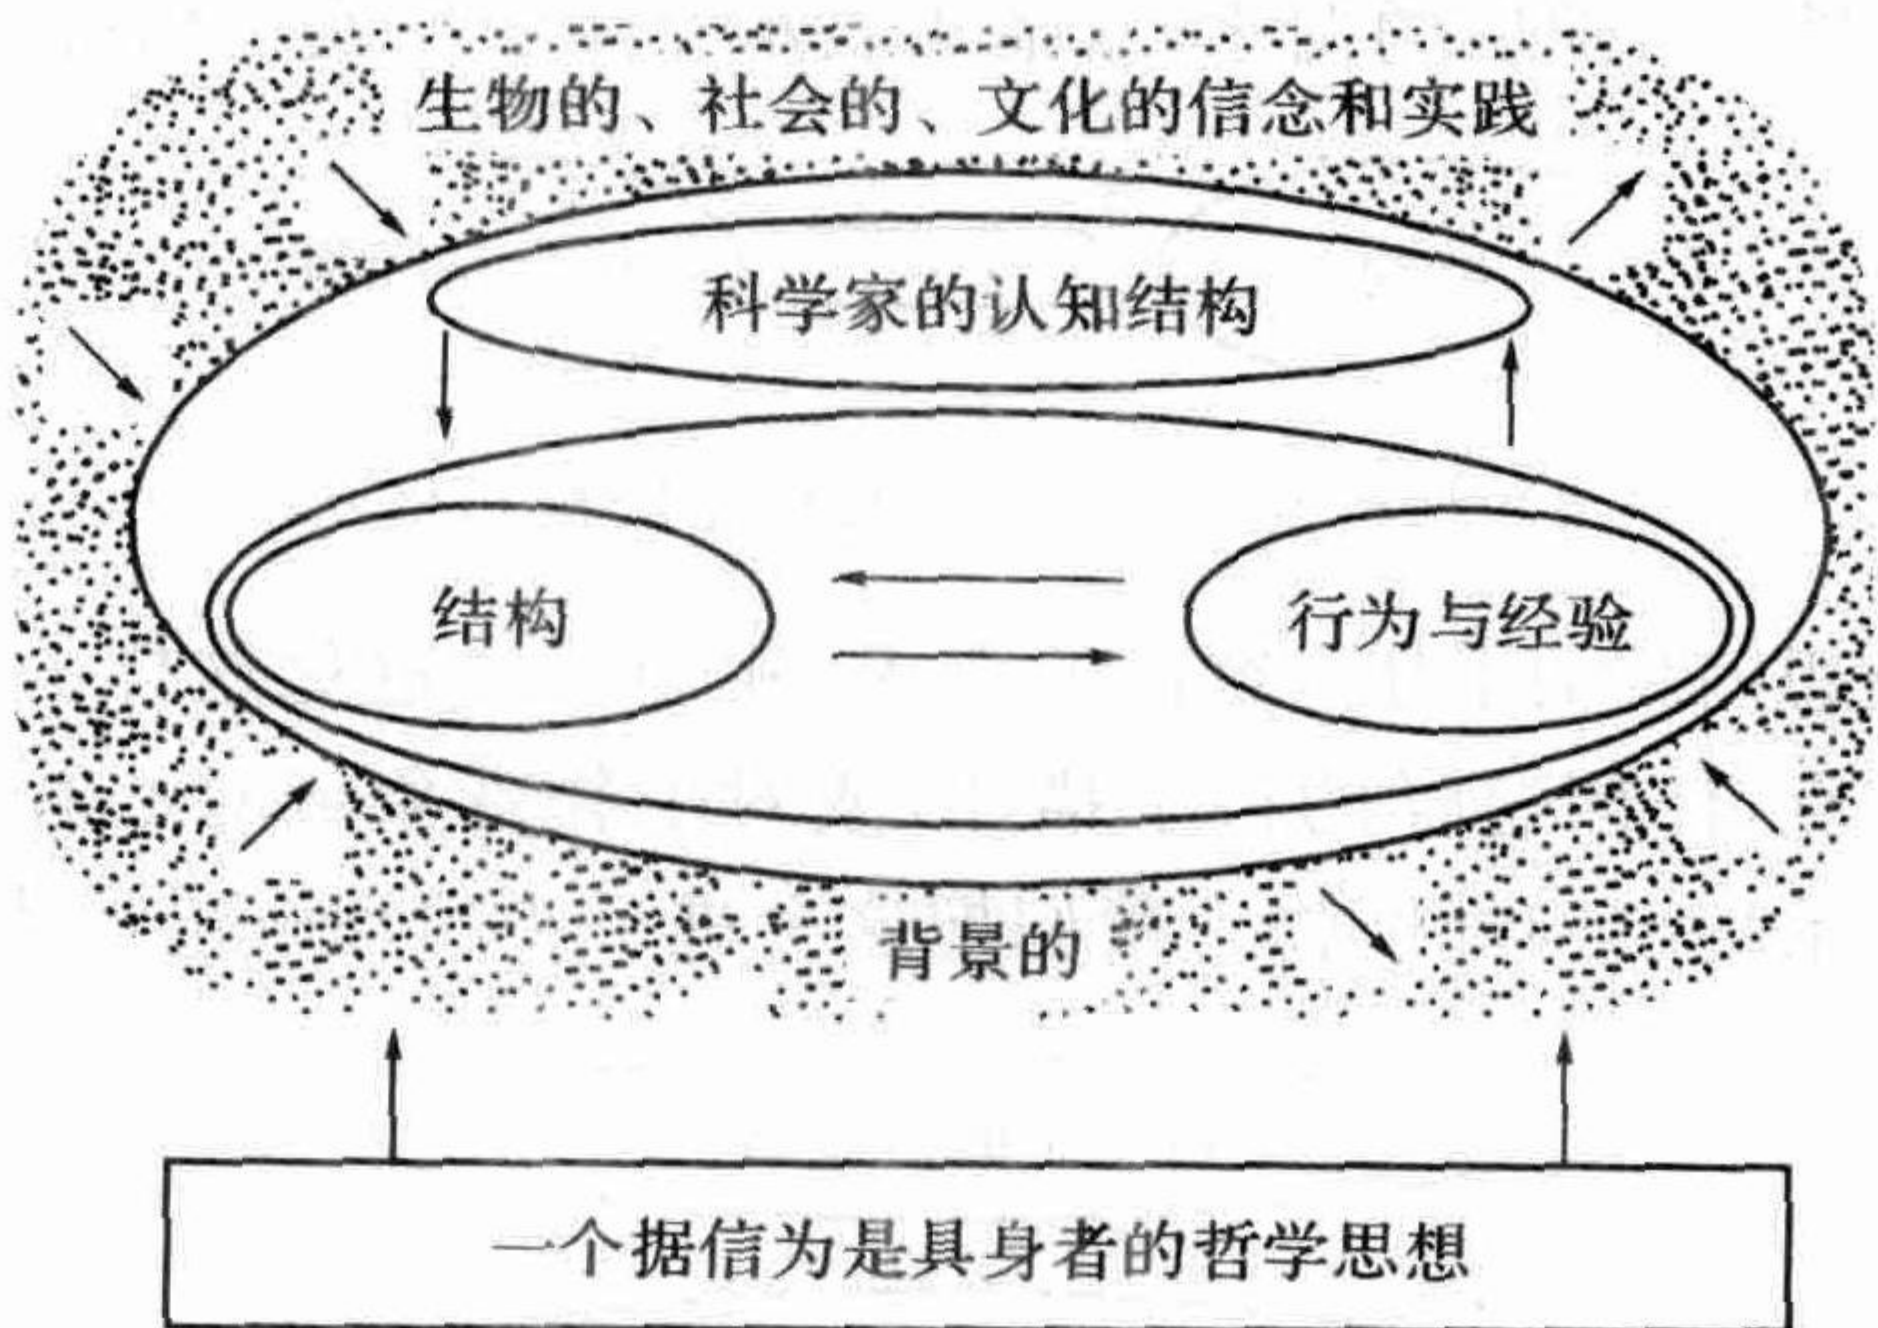 生物的、社会的、文化的信念和实践
科学家的认知结构
结构
行为与经验
背景的
一个据信为是具身者的哲学思想